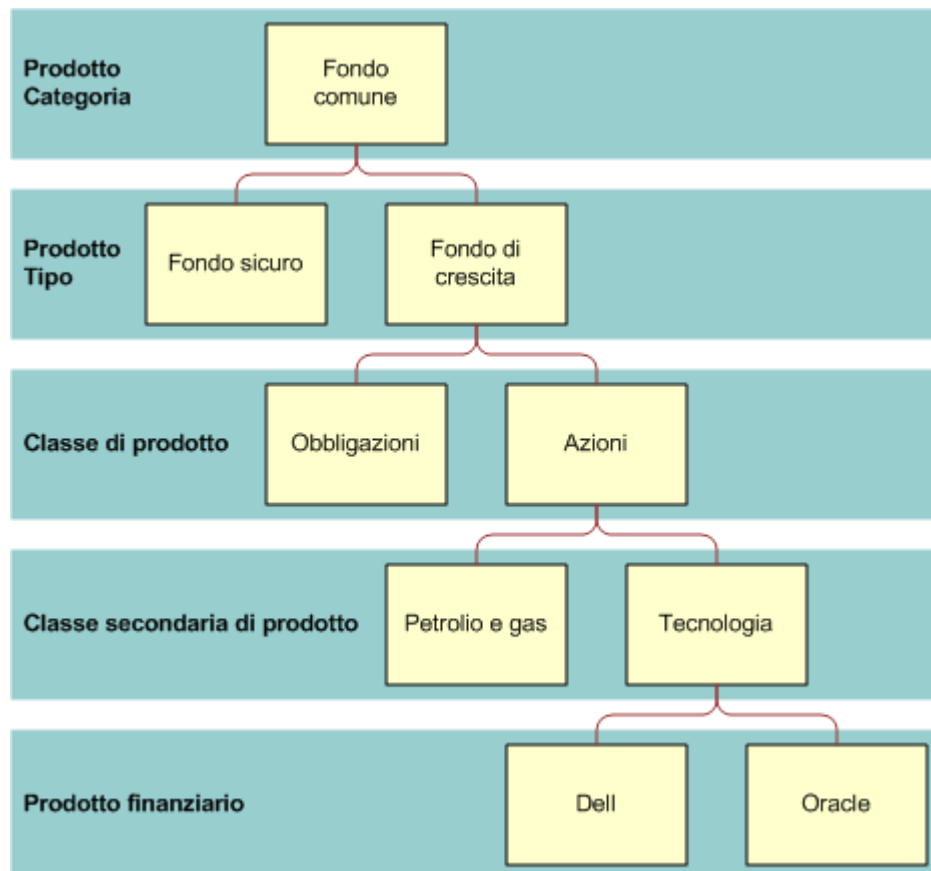 Prodotto
Categoria
Fondo
comune
Prodotto
Tipo
Fondo sicuro
Fondo di
crescita
Classe di prodotto
Obbligazioni
Azioni
Classe secondaria di prodotto
Petrolio e gas
Tecnologia
Prodotto finanziario
Dell
Oracle